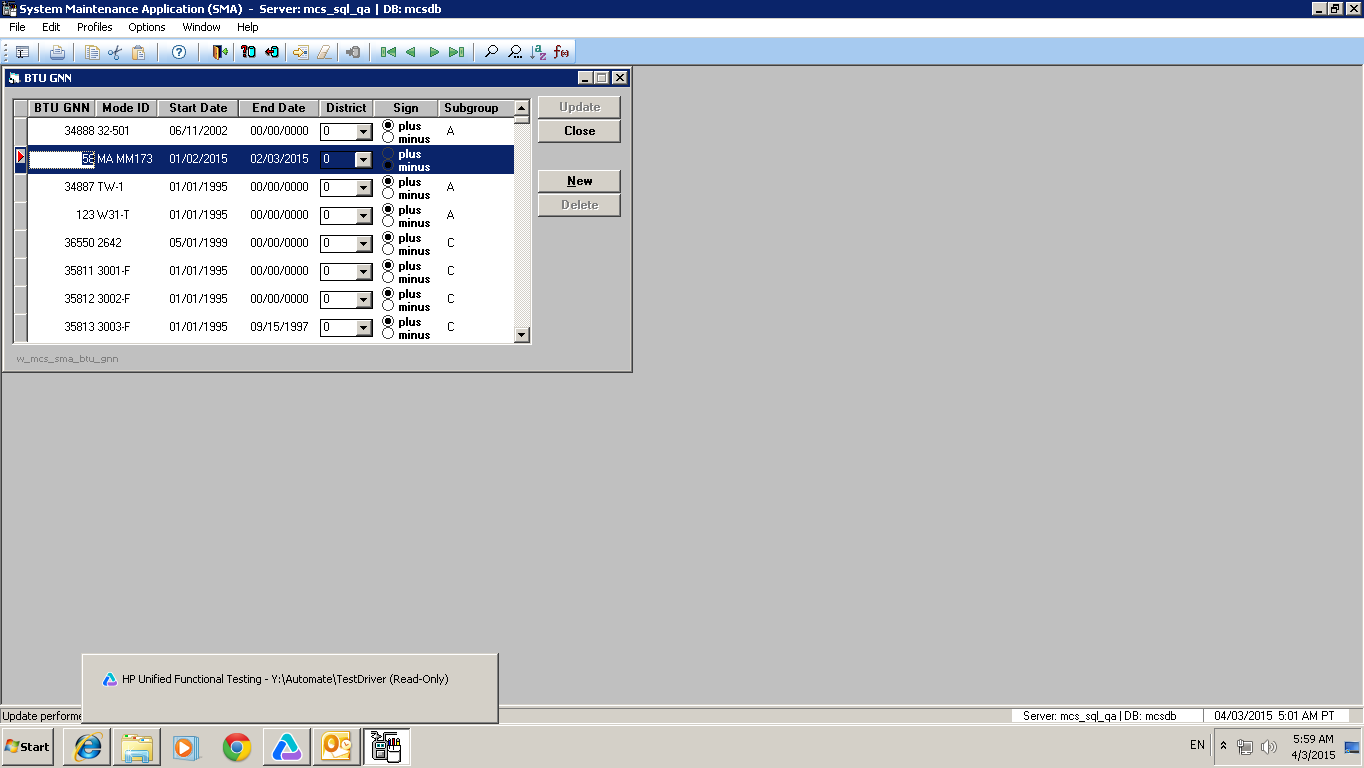 System Maintenance Application (SMA) - Server: mcs_sql_qa | DB: mcsdb
File Edit Profiles Options Window Help
BTU GNN
BTU GNN Mode ID Start Date End Date District Sign Subgroup
34888 32-501 06/11/2002 00/00/0000 0 plus minus A
58 MA MM173 01/02/2015 02/03/2015 0 plus minus
34887 TW-1 01/01/1995 00/00/0000 0 plus minus A
123 W31-T 01/01/1995 00/00/0000 0 plus minus A
36550 2642 05/01/1999 00/00/0000 0 plus minus C
35811 3001-F 01/01/1995 00/00/0000 0 plus minus C
35812 3002-F 01/01/1995 00/00/0000 0 plus minus C
35813 3003-F 01/01/1995 09/15/1997 0 plus minus C
Update
Close
New
Delete
w_mcs_sma_btu_gnn
HP Unified Functional Testing - Y:\Automate\TestDriver (Read-Only)
Update performe
Server: mcs_sql_qa | DB: mcsdb 04/03/2015 5:01 AM PT
Start
EN
5:59 AM
4/3/2015